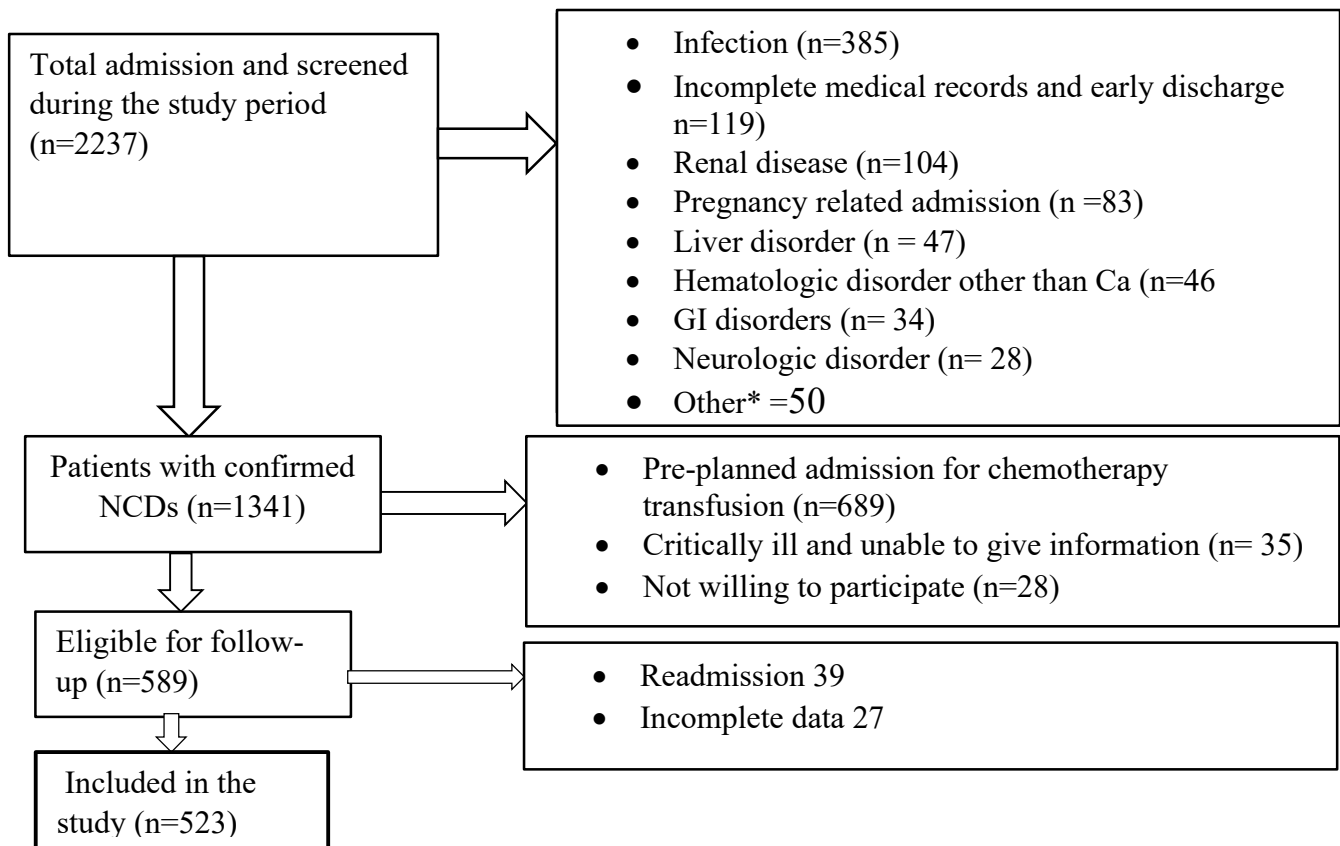 Total admission and screened
during the study period
(n=2237)
• Infection (n=385)
• Incomplete medical records and early discharge
n=119)
• Renal disease (n=104)
• Pregnancy related admission (n =83)
• Liver disorder (n = 47)
• Hematologic disorder other than Ca (n=46
• GI disorders (n= 34)
• Neurologic disorder (n= 28)
• Other* =50
Patients with confirmed
NCDs (n=1341)
• Pre-planned admission for chemotherapy
transfusion (n=689)
• Critically ill and unable to give information (n= 35)
• Not willing to participate (n=28)
Eligible for follow-
up (n=589)
• Readmission 39
• Incomplete data 27
Included in the
study (n=523)